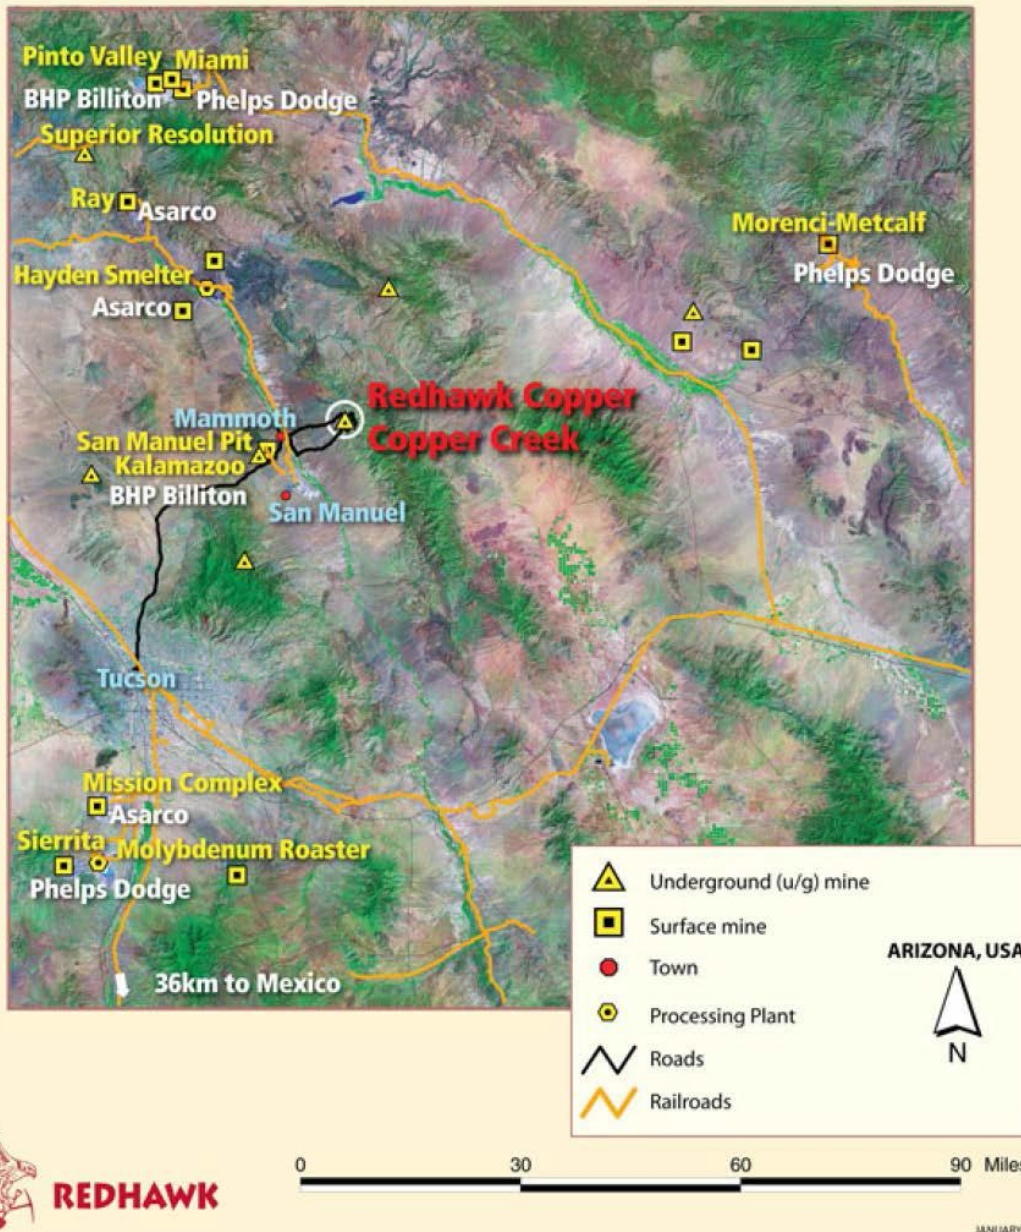 Pinto Valley Miami
BHP Billiton Phelps Dodge
Superior Resolution
Ray Asarco
Morenci-Metcalf
Phelps Dodge
Hayden Smelter
Asarco
Redhawk Copper
Copper Creek
Mammoth
San Manuel Pit
Kalamazoo
BHP Billiton
San Manuel
Tucson
Mission Complex
Asarco
Sierrita Molybdenum Roaster
Phelps Dodge
36km to Mexico
Underground (u/g) mine
Surface mine
Town
Processing Plant
Roads
Railroads
ARIZONA, USA
N
REDHAWK
0 30 60 90 Miles
JANUARY